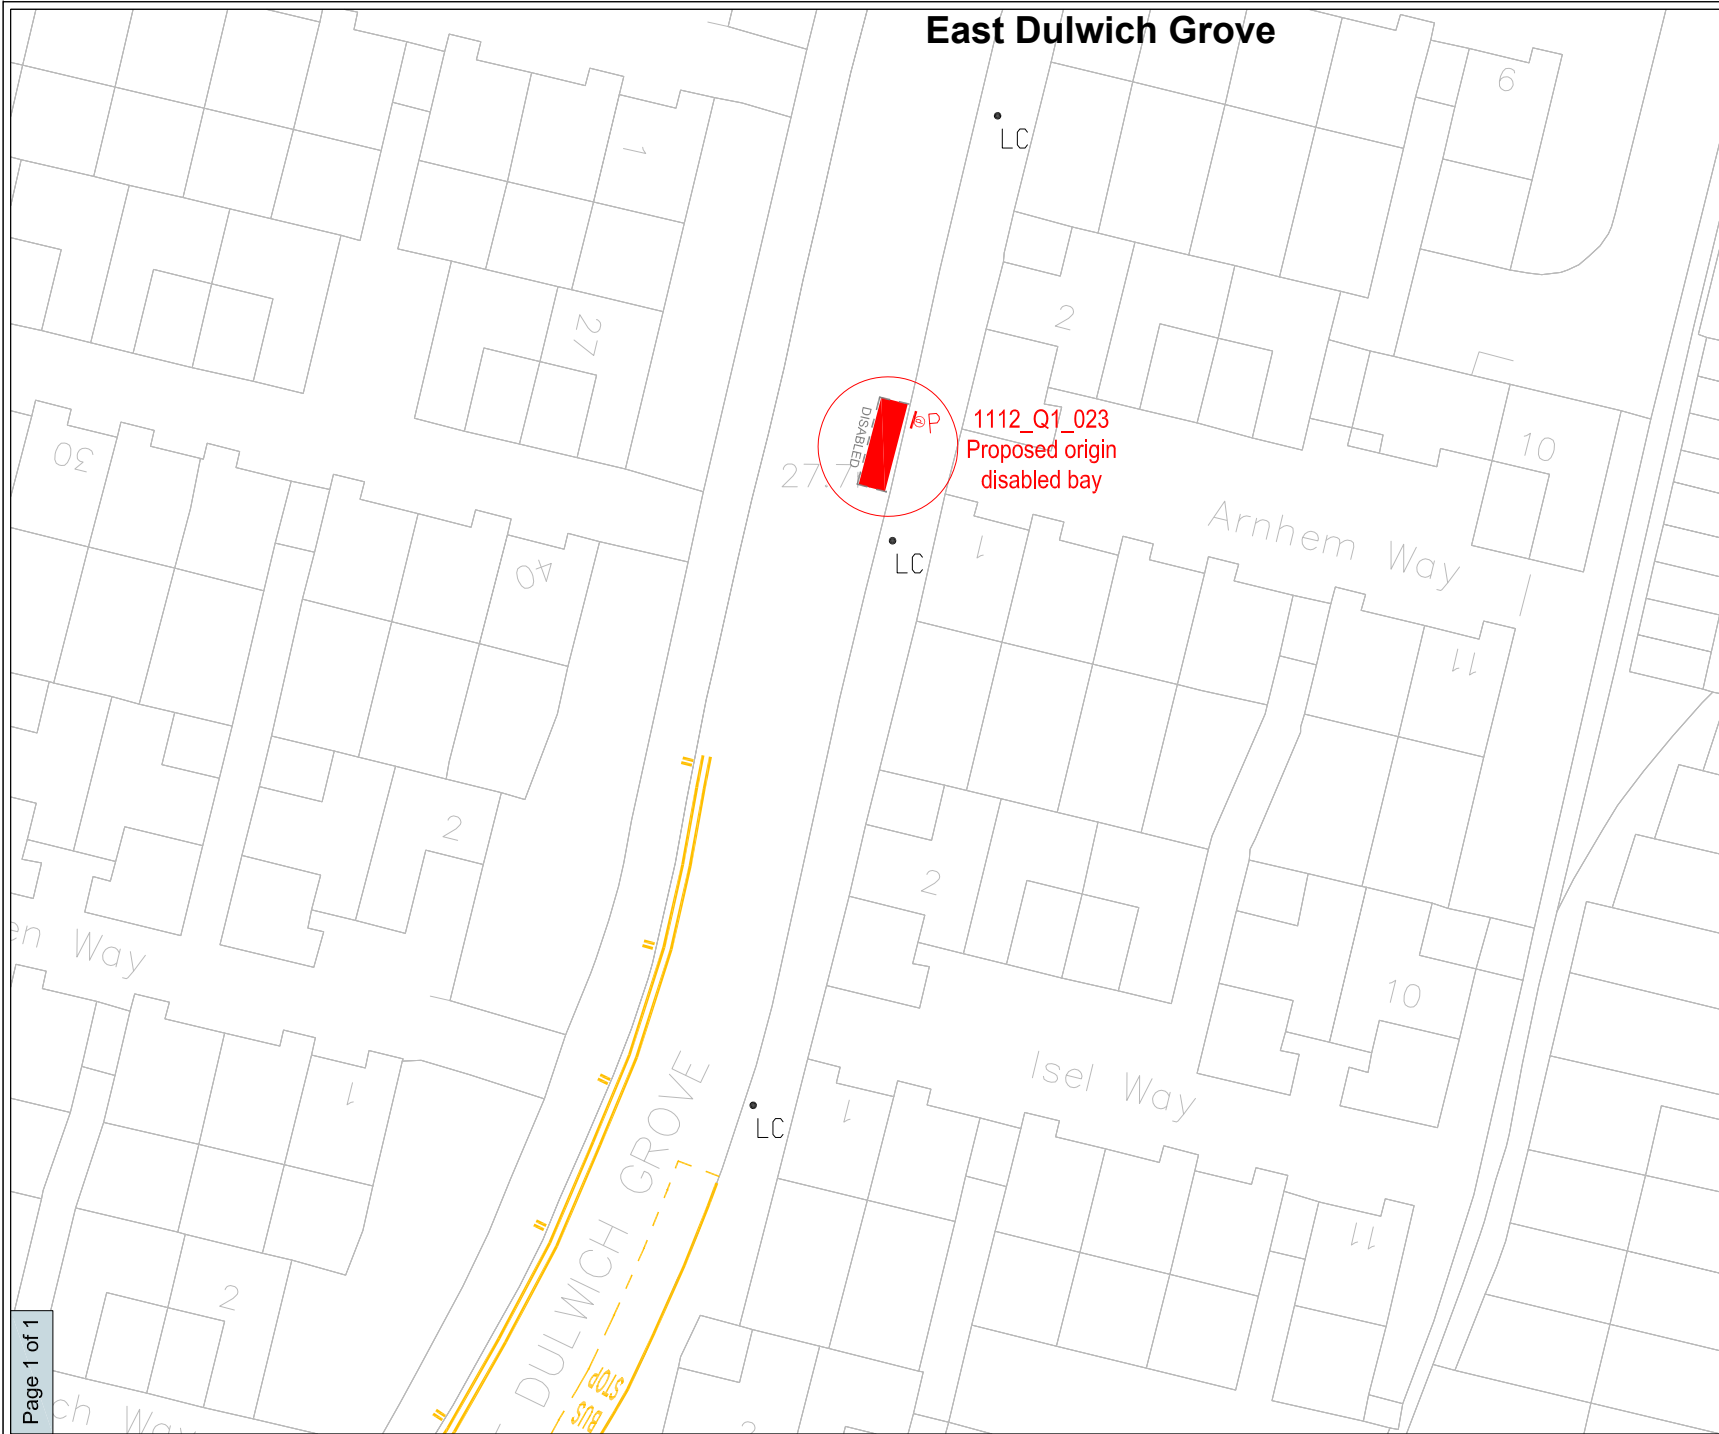 East Dulwich Grove
6
LC
1
2
27
DISABLED
@P
1112_Q1_023
Proposed origin
disabled bay
27.7
30
10
Arnhem Way
LC
1
40
11
2
2
en Way
10
Isel Way
1
1
LC
DULWICH GROVE
11
2
BUS
STOP
Page 1 of 1
ch Way
2